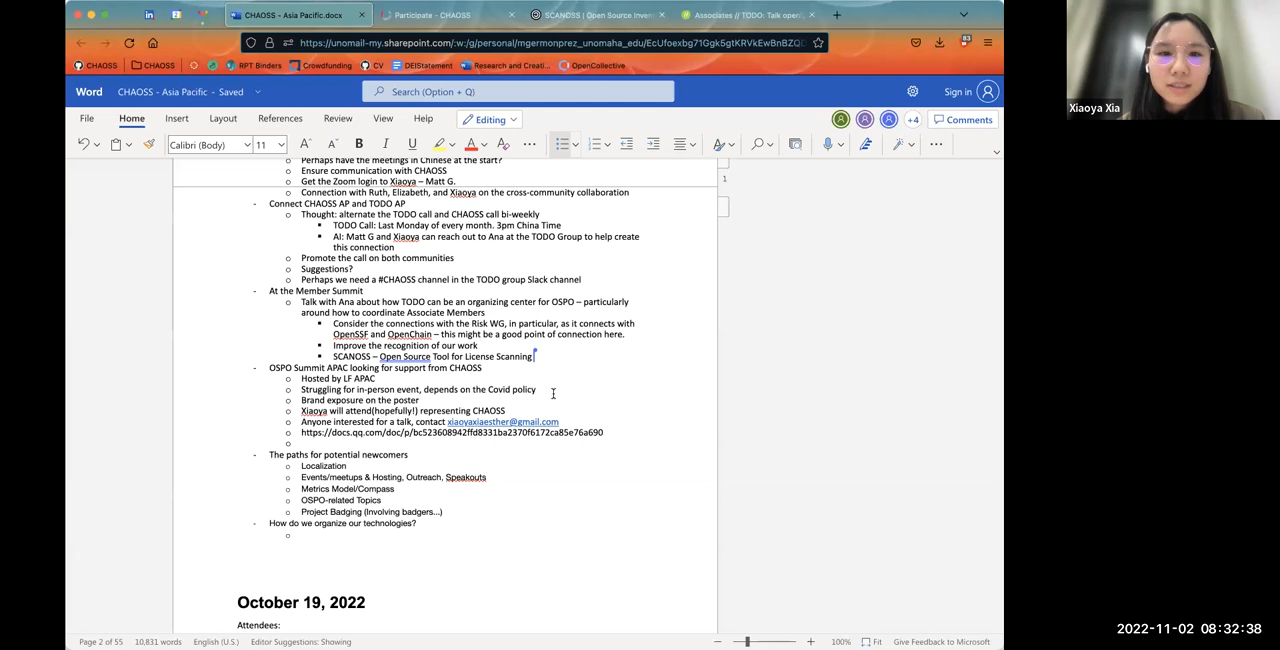 CHAOSS - Asia Pacific.docx
Participate - CHAOSS
SCANOSS | Open Source Inven
Associates // TODO: Talk open
https://unomail-my.sharepoint.com/:w:/g/personal/mgermonprez_unomaha_edu/EcUfoexbg71Ggk5gtKRVkEwBnBZQD
83
CHAOSS
CHAOSS
RPT Binders
Crowdfunding
CV
DEIStatement
Research and Creati...
OpenCollective
Word
CHAOSS - Asia Pacific - Saved
Search (Option + Q)
Sign in
File
Home
Insert
Layout
References
Review
View
Help
Editing
+4
Comments
Calibri (Body)
11
Perhaps have the meetings in Chinese at the start?
Ensure communication with CHAOSS
Get the Zoom login to Xiaoya – Matt G.
Connection with Ruth, Elizabeth, and Xiaoya on the cross-community collaboration
1
- Connect CHAOSS AP and TODO AP
o Thought: alternate the TODO call and CHAOSS call bi-weekly
▪ TODO Call: Last Monday of every month. 3pm China Time
▪ AI: Matt G and Xiaoya can reach out to Ana at the TODO Group to help create
this connection
o Promote the call on both communities
o Suggestions?
o Perhaps we need a #CHAOSS channel in the TODO group Slack channel
- At the Member Summit
o Talk with Ana about how TODO can be an organizing center for OSPO – particularly
around how to coordinate Associate Members
▪ Consider the connections with the Risk WG, in particular, as it connects with
OpenSSF and OpenChain – this might be a good point of connection here.
▪ Improve the recognition of our work
▪ SCANOSS – Open Source Tool for License Scanning
- OSPO Summit APAC looking for support from CHAOSS
o Hosted by LF APAC
o Struggling for in-person event, depends on the Covid policy
o Brand exposure on the poster
o Xiaoya will attend(hopefully!) representing CHAOSS
o Anyone interested for a talk, contact xiaoyaxiaesther@gmail.com
o https://docs.qq.com/doc/p/bc523608942ffd8331ba2370f6172ca85e76a690
o
- The paths for potential newcomers
o Localization
o Events/meetups & Hosting, Outreach, Speakouts
o Metrics Model/Compass
o OSPO-related Topics
o Project Badging (Involving badgers...)
- How do we organize our technologies?
o
October 19, 2022
Attendees:
Page 2 of 55
10,831 words
English (U.S.)
Editor Suggestions: Showing
100%
Fit
Give Feedback to Microsoft
Xiaoya Xia
2022-11-02 08:32:38